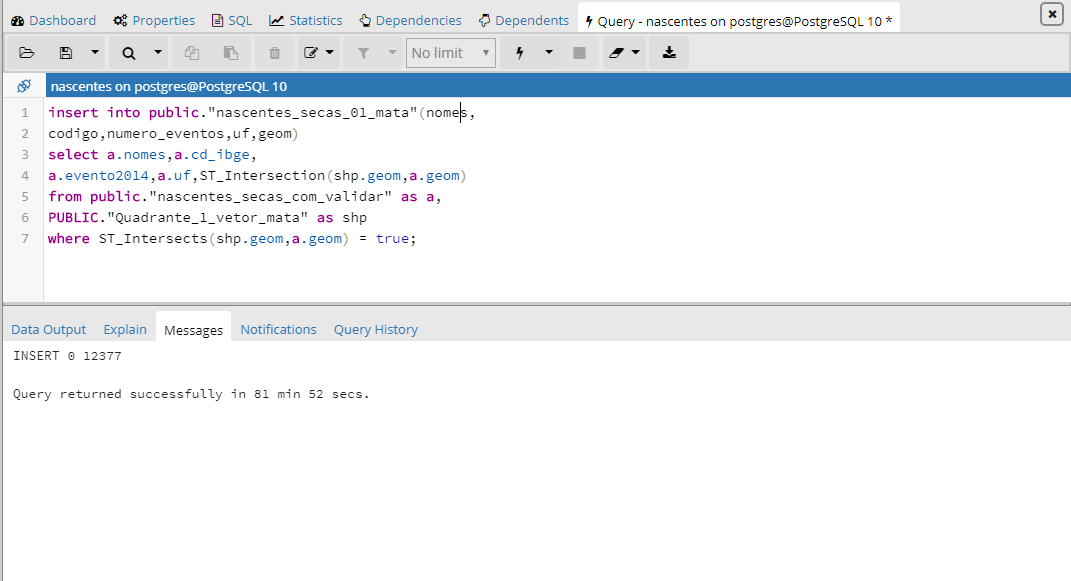 Dashboard Properties SQL Statistics Dependencies Dependents Query - nascentes on postgres@PostgreSQL 10 *
No limit
nascentes on postgres@PostgreSQL 10
1 insert into public."nascentes_secas_01_mata"(nomes,
2 codigo,numero_eventos,uf,geom)
3 select a.nomes,a.cd_ibge,
4 a.evento2014,a.uf,ST_Intersection(shp.geom,a.geom)
5 from public."nascentes_secas_com_validar" as a,
6 PUBLIC."Quadrante_1_vetor_mata" as shp
7 where ST_Intersects(shp.geom,a.geom) = true;
Data Output Explain Messages Notifications Query History
INSERT 0 12377
Query returned successfully in 81 min 52 secs.